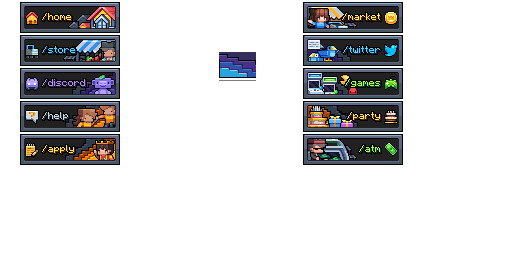 /home
/store
/discord
/help
/apply
/market
/twitter
/games
/party
/atm